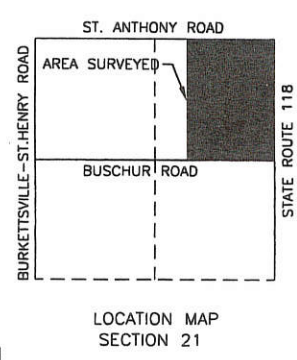 ST. ANTHONY ROAD
BURKETTSVILLE-ST.HENRY ROAD
AREA SURVEYED
STATE ROUTE 118
BUSCHUR ROAD
LOCATION MAP
SECTION 21